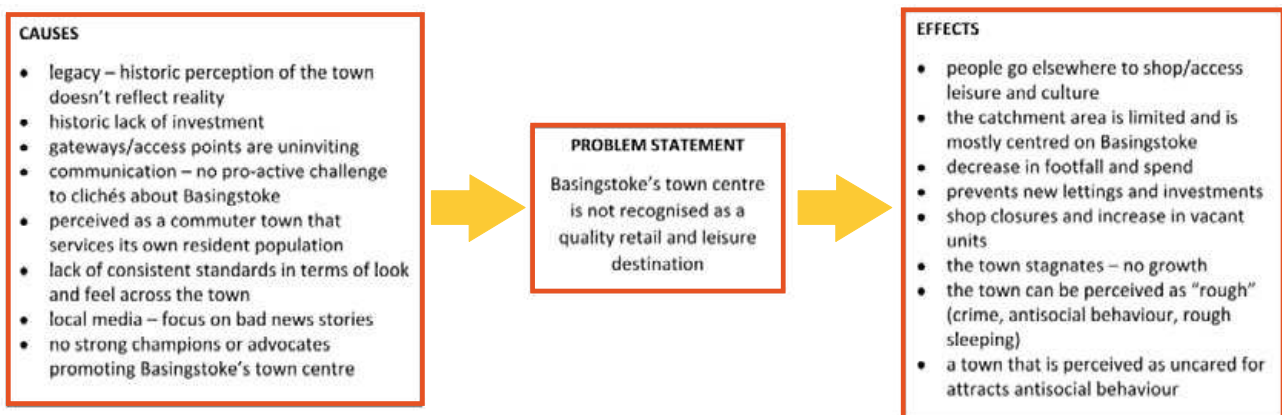 CAUSES
• legacy – historic perception of the town
doesn't reflect reality
• historic lack of investment
• gateways/access points are uninviting
• communication – no pro-active challenge
to clichés about Basingstoke
• perceived as a commuter town that
services its own resident population
• lack of consistent standards in terms of look
and feel across the town
• local media – focus on bad news stories
• no strong champions or advocates
promoting Basingstoke's town centre
PROBLEM STATEMENT
Basingstoke's town centre
is not recognised as a
quality retail and leisure
destination
EFFECTS
• people go elsewhere to shop/access
leisure and culture
• the catchment area is limited and is
mostly centred on Basingstoke
• decrease in footfall and spend
• prevents new lettings and investments
• shop closures and increase in vacant
units
• the town stagnates – no growth
• the town can be perceived as "rough"
(crime, antisocial behaviour, rough
sleeping)
• a town that is perceived as uncared for
attracts antisocial behaviour